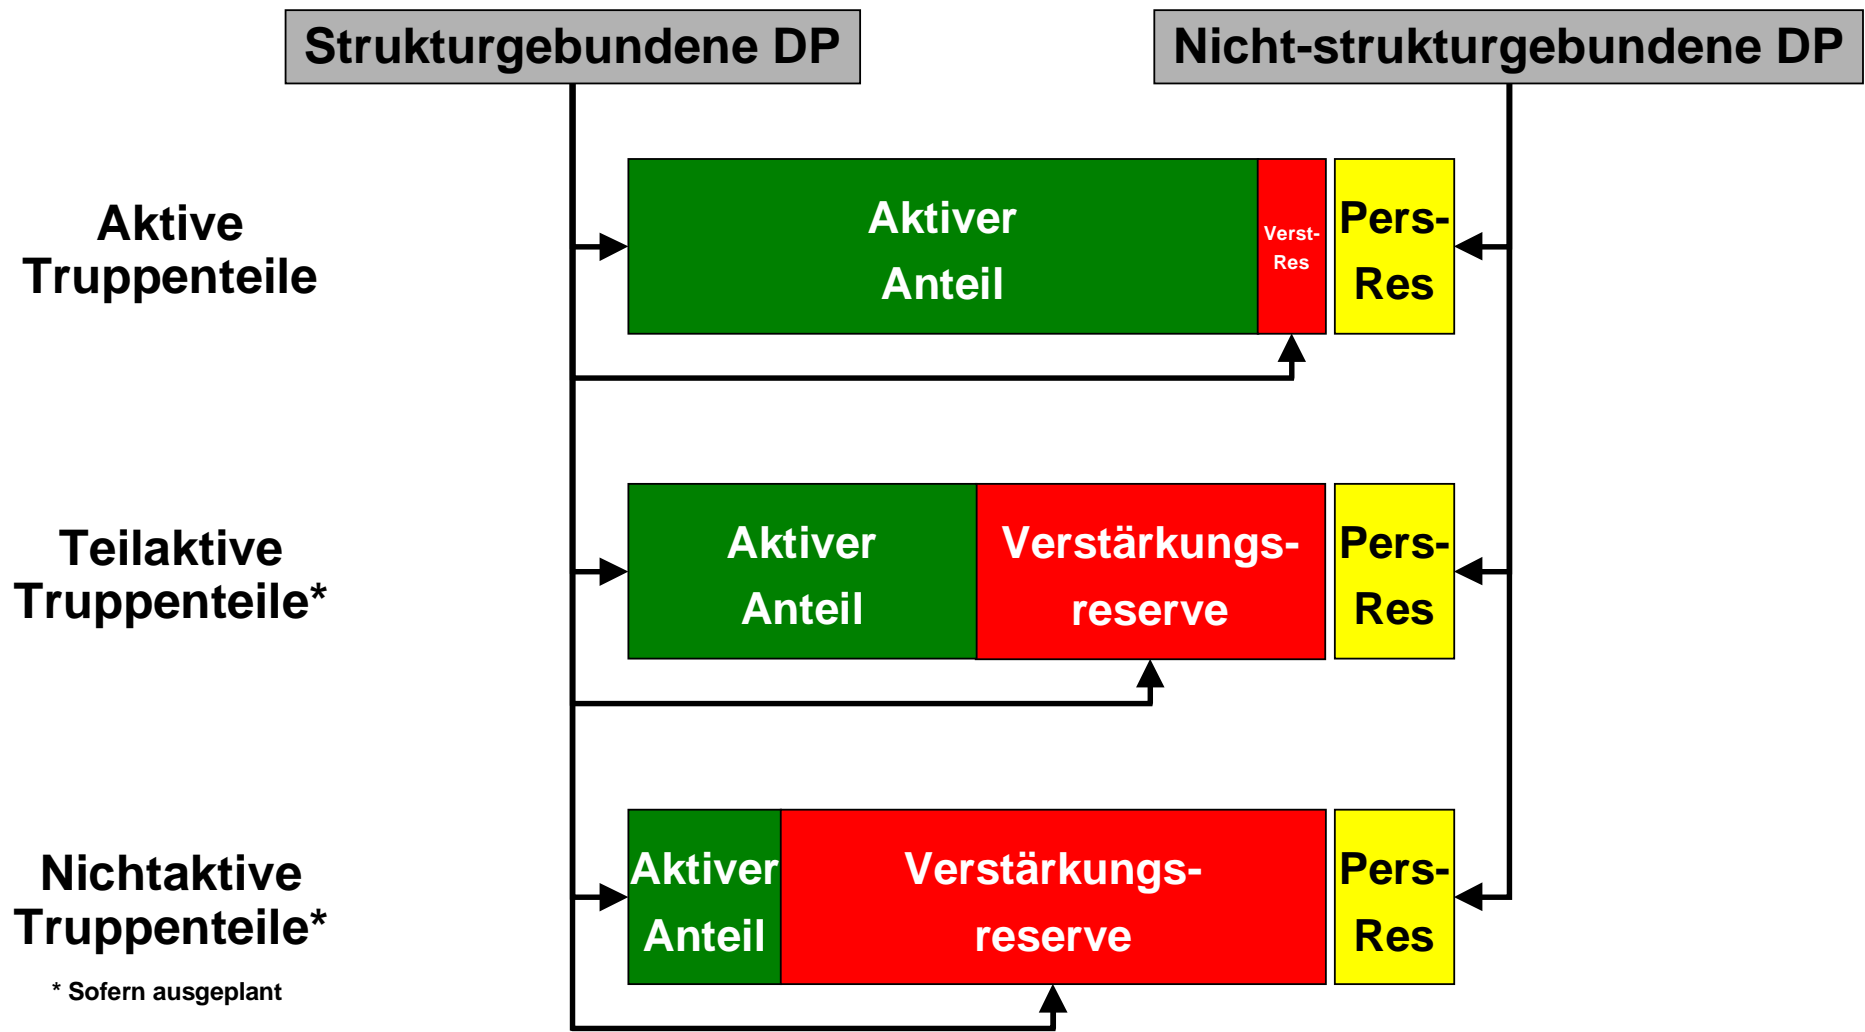 Strukturgebundene DP
Nicht-strukturgebundene DP
Aktive
Truppenteile
Aktiver
Anteil
Verst-
Res
Pers-
Res
Teilaktive
Truppenteile*
Aktiver
Anteil
Verstärkungs-
reserve
Pers-
Res
Nichtaktive
Truppenteile*
Aktiver
Anteil
Verstärkungs-
reserve
Pers-
Res
* Sofern ausgeplant